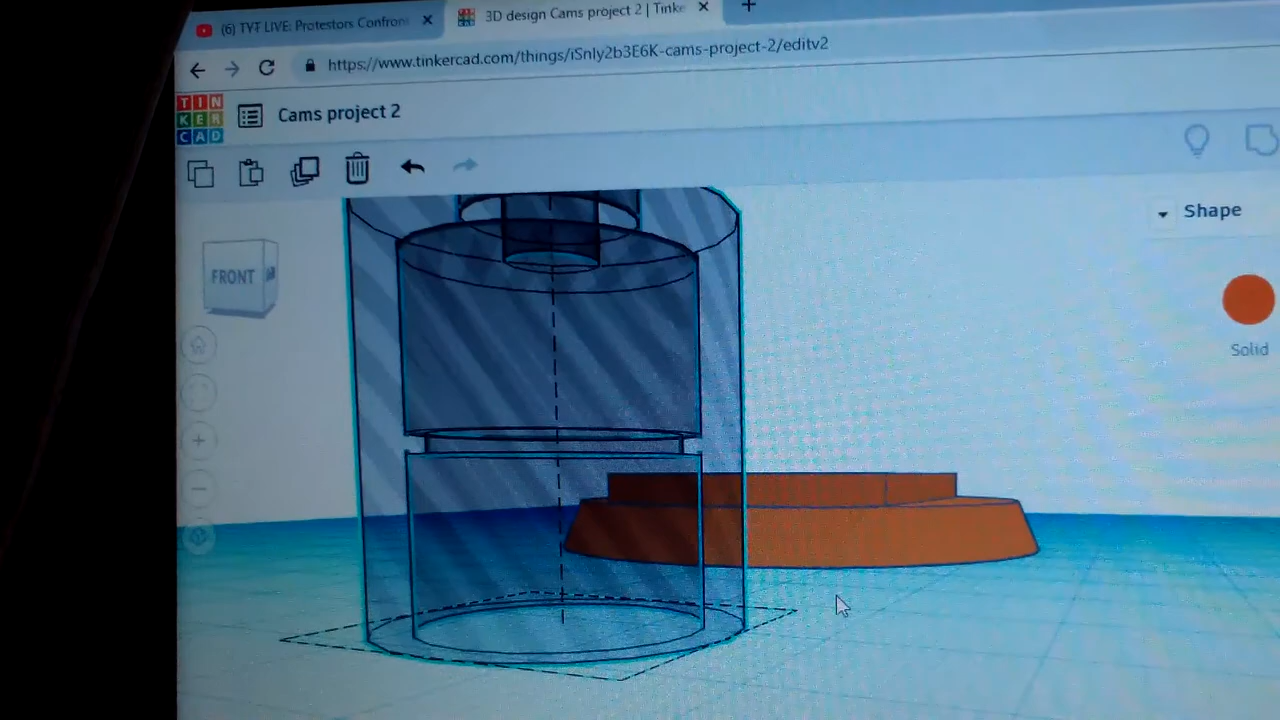 (6) TYT LIVE: Protestors Confron
3D design Cams project 2 | Tinke
https://www.tinkercad.com/things/iSnly2b3E6K-cams-project-2/editv2
TIN
KER
CAD
Cams project 2
Shape
FRONT
Solid